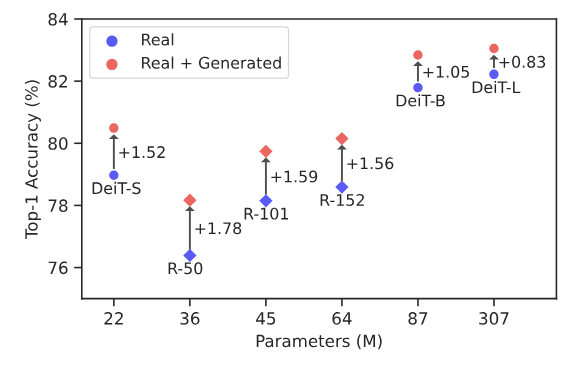 Top-1 Accuracy (%)
84
82
80
78
76
Real
Real + Generated
+1.52
DeiT-S
+1.78
R-50
+1.59
R-101
+1.56
R-152
+1.05
DeiT-B
+0.83
DeiT-L
22 36 45 64 87 307
Parameters (M)